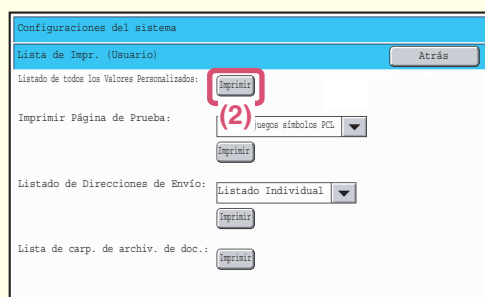 Configuraciones del sistema
Lista de Impr. (Usuario)
Atrás
Listado de todos los Valores Personalizados:
Imprimir
(2)
Imprimir Página de Prueba:
juegos símbolos PCL
Imprimir
Listado de Direcciones de Envío:
Listado Individual
Imprimir
Lista de carp. de archiv. de doc.:
Imprimir